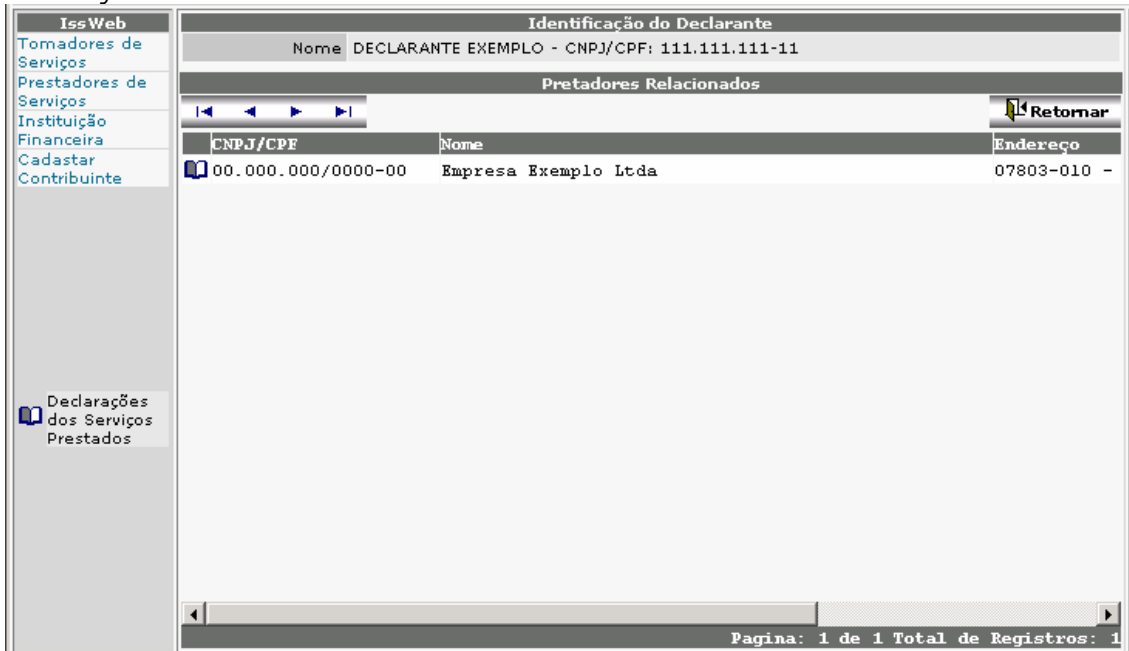 IssWeb
Tomadores de
Serviços
Prestadores de
Serviços
Instituição
Financeira
Cadastar
Contribuinte
Declarações
dos Serviços
Prestados
Identificação do Declarante
Nome DECLARANTE EXEMPLO - CNPJ/CPF: 111.111.111-11
Pretadores Relacionados
Retornar
CNPJ/CPF Nome Endereço
00.000.000/0000-00 Empresa Exemplo Ltda 07803-010 -
Pagina: 1 de 1 Total de Registros: 1